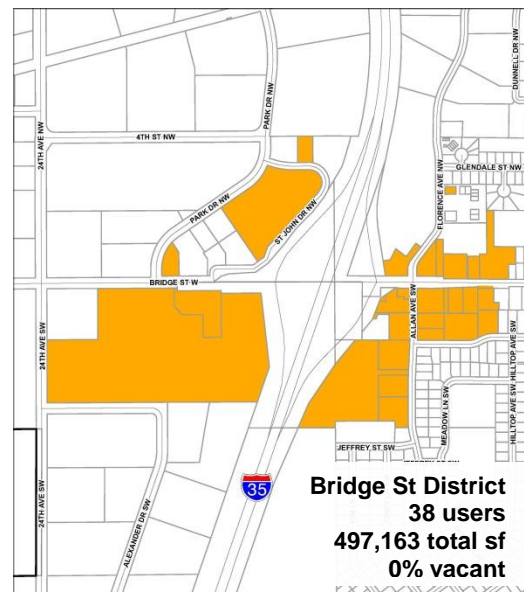 DUNNELL DR NW
PARK DR NW
24TH AVE NW
4TH ST NW
GLENDALE ST NW
FLORENCE AVE NW
PARK DR NW
ST JOHN DR NW
BRIDGE ST W
24TH AVE SW
ALLAN AVE SW
HILLTOP AVE SW
MEADOW LN SW
HILLTOP AVE SW
JEFFREY ST SW
35
24TH AVE SW
ALEXANDER DR SW
Bridge St District
38 users
497,163 total sf
0% vacant